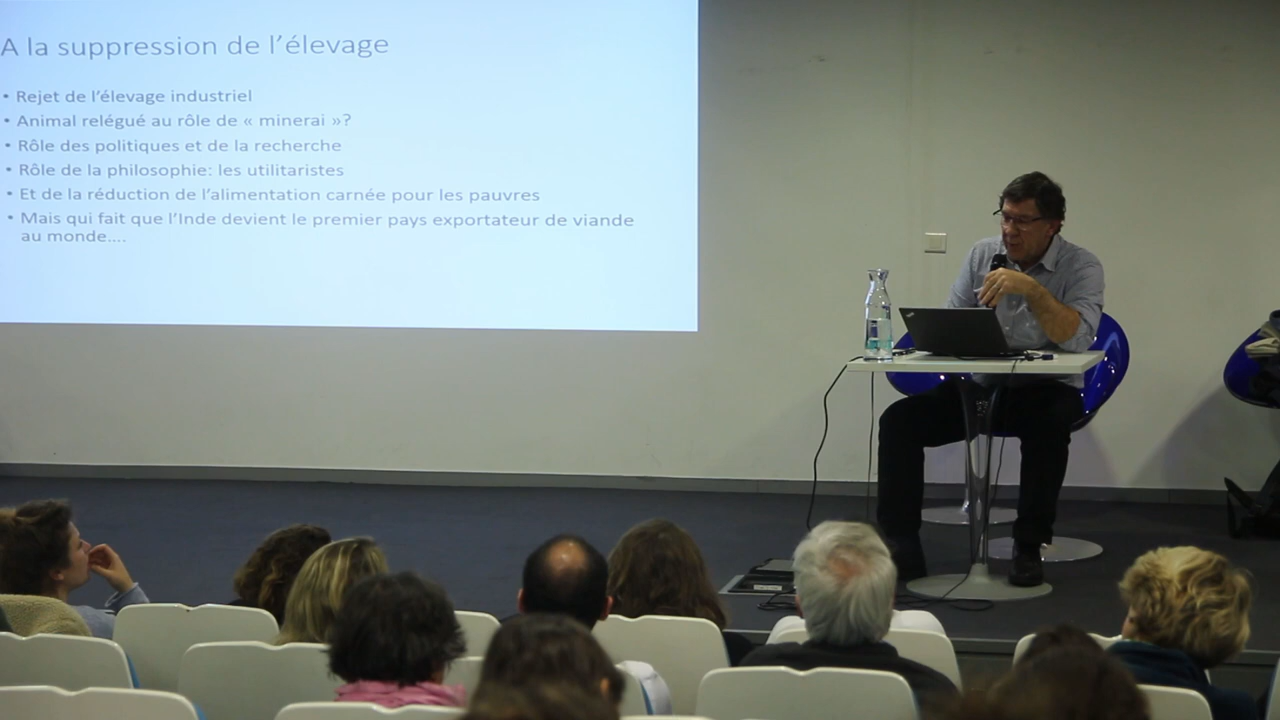 A la suppression de l'élevage
• Rejet de l'élevage industriel
• Animal relégué au rôle de « minerai »?
• Rôle des politiques et de la recherche
• Rôle de la philosophie: les utilitaristes
• Et de la réduction de l'alimentation carnée pour les pauvres
• Mais qui fait que l'Inde devient le premier pays exportateur de viande
au monde....